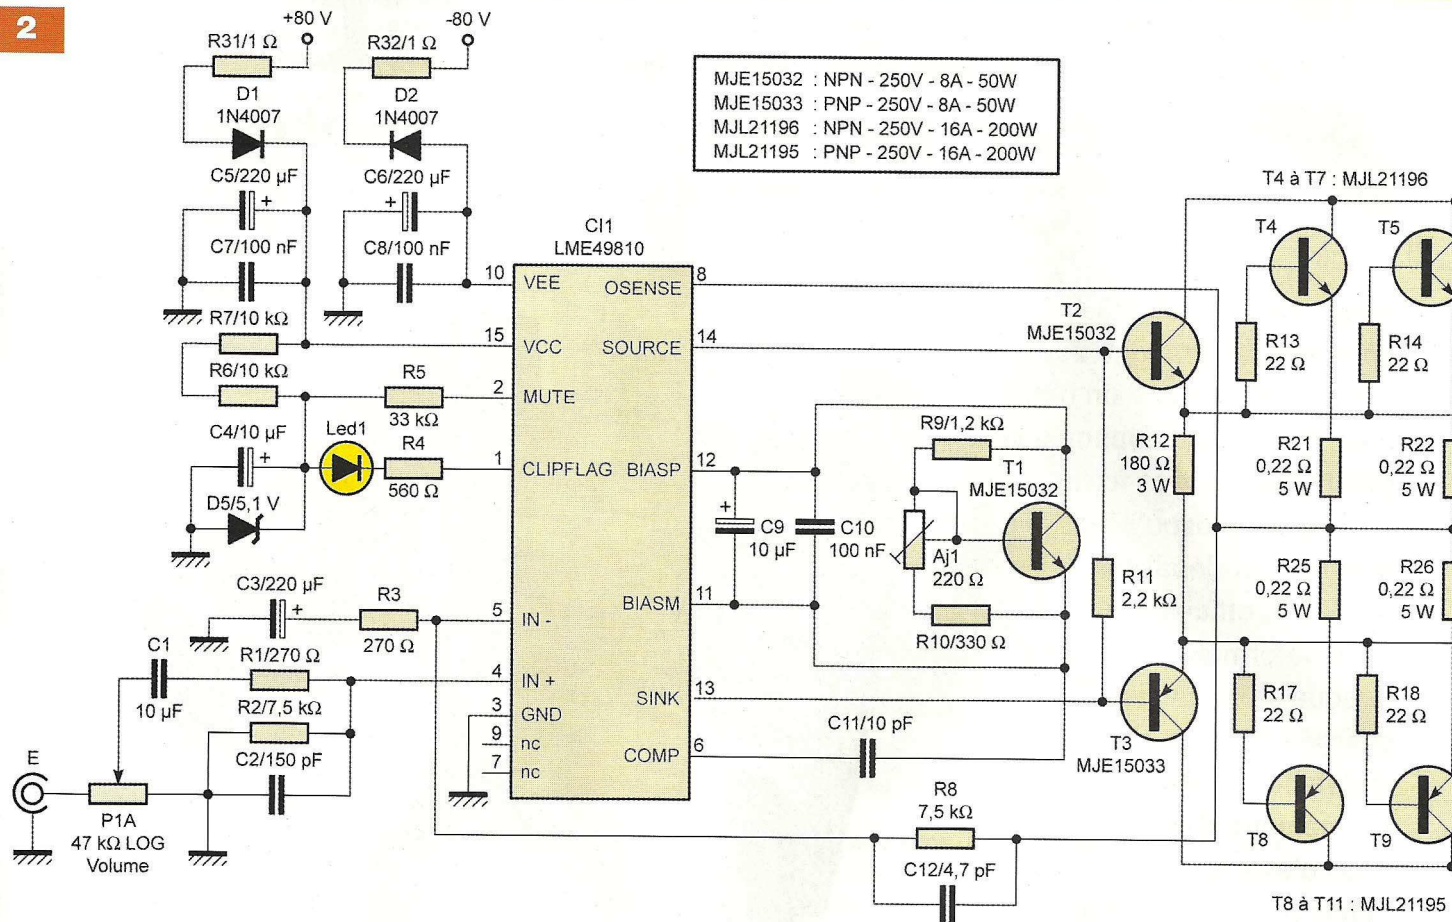 2
+80 V
-80 V
R31/1 Ω
R32/1 Ω
D1
1N4007
D2
1N4007
C5/220 µF
+
C6/220 µF
+
C7/100 nF
C8/100 nF
MJE15032 : NPN - 250V - 8A - 50W
MJE15033 : PNP - 250V - 8A - 50W
MJL21196 : NPN - 250V - 16A - 200W
MJL21195 : PNP - 250V - 16A - 200W
T4 à T7 : MJL21196
CI1
LME49810
10
VEE
15
VCC
2
MUTE
1
CLIPFLAG
5
IN -
4
IN +
3
GND
9
nc
7
nc
8
OSENSE
14
SOURCE
12
BIASP
11
BIASM
13
SINK
6
COMP
R7/10 kΩ
R6/10 kΩ
R5
33 kΩ
C4/10 µF
+
Led1
R4
560 Ω
D5/5,1 V
C3/220 µF
+
R3
270 Ω
C1
10 µF
R1/270 Ω
R2/7,5 kΩ
C2/150 pF
E
P1A
47 kΩ LOG
Volume
+
C9
10 µF
C10
100 nF
R9/1,2 kΩ
T1
MJE15032
Aj1
220 Ω
R10/330 Ω
R11
2,2 kΩ
C11/10 pF
R8
7,5 kΩ
C12/4,7 pF
T2
MJE15032
T3
MJE15033
R12
180 Ω
3 W
T4
T5
R13
22 Ω
R14
22 Ω
R21
0,22 Ω
5 W
R22
0,22 Ω
5 W
R25
0,22 Ω
5 W
R26
0,22 Ω
5 W
R17
22 Ω
R18
22 Ω
T8
T9
T8 à T11 : MJL21195